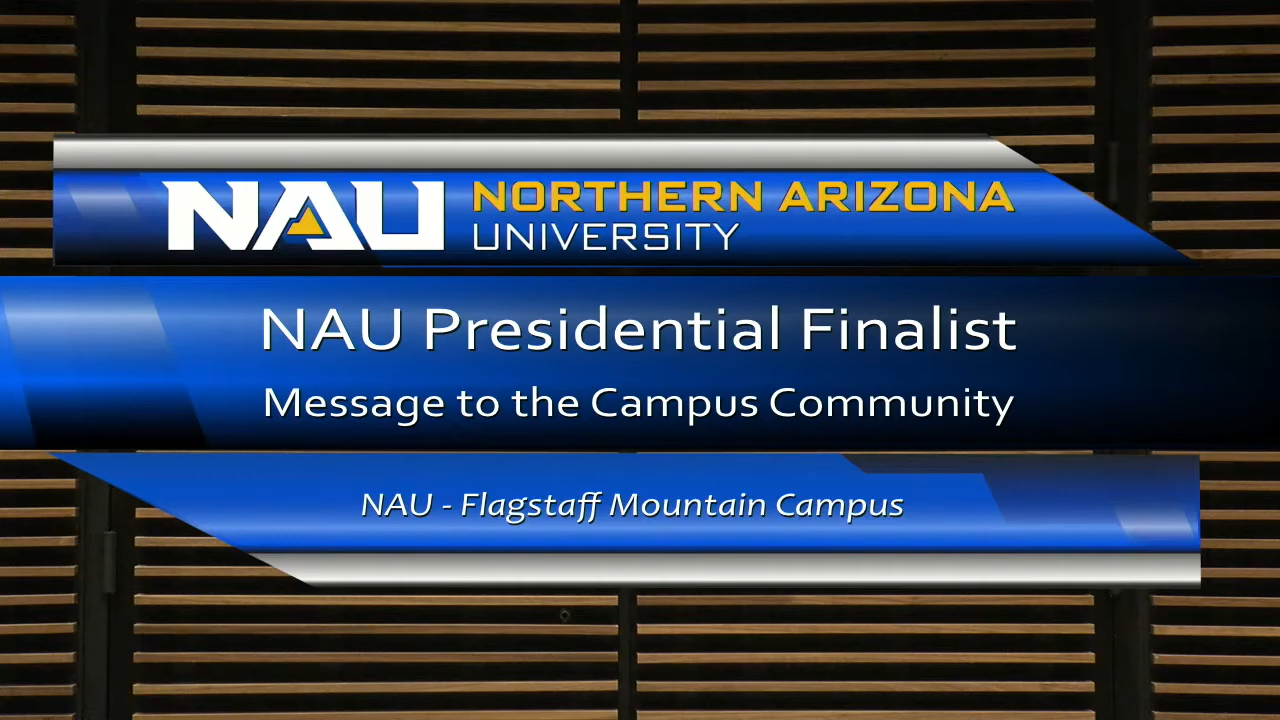 NAU
NORTHERN ARIZONA
UNIVERSITY
NAU Presidential Finalist
Message to the Campus Community
NAU - Flagstaff Mountain Campus